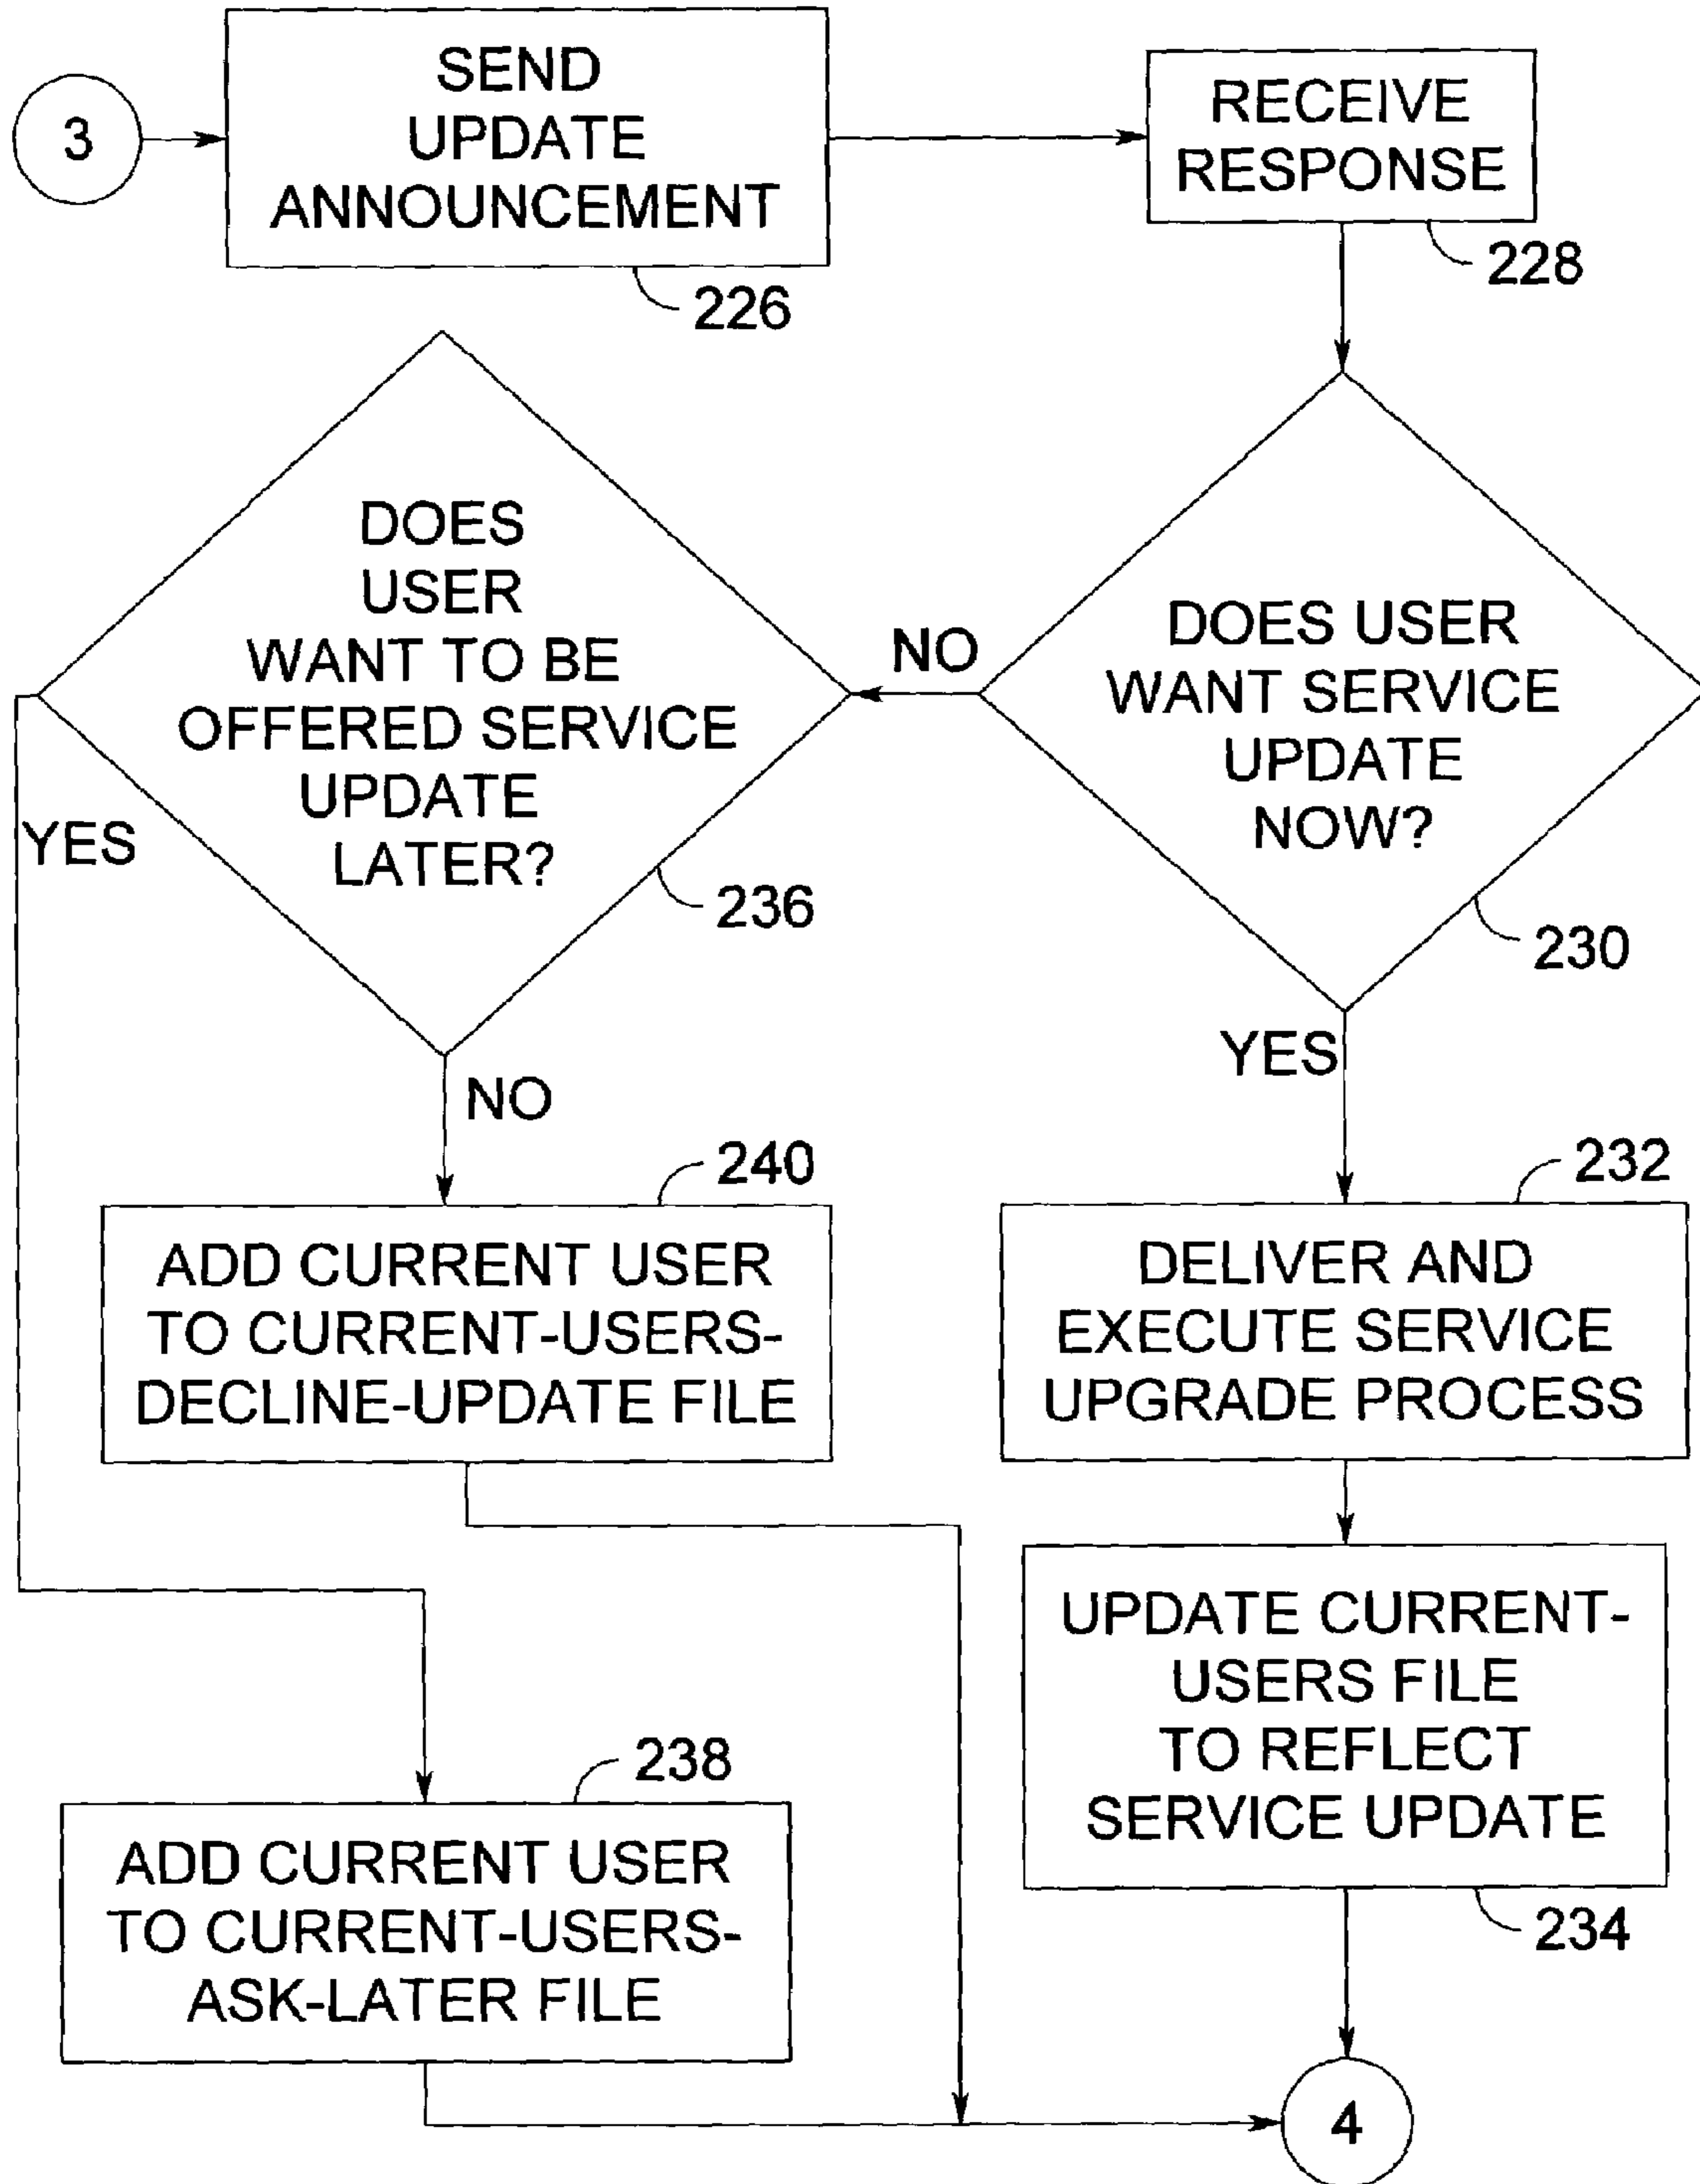 3
SEND
UPDATE
ANNOUNCEMENT
226
RECEIVE
RESPONSE
228
DOES USER
WANT SERVICE
UPDATE
NOW?
230
NO
DOES
USER
WANT TO BE
OFFERED SERVICE
UPDATE
LATER?
236
YES
NO
YES
240
ADD CURRENT USER
TO CURRENT-USERS-
DECLINE-UPDATE FILE
232
DELIVER AND
EXECUTE SERVICE
UPGRADE PROCESS
UPDATE CURRENT-
USERS FILE
TO REFLECT
SERVICE UPDATE
234
238
ADD CURRENT USER
TO CURRENT-USERS-
ASK-LATER FILE
4